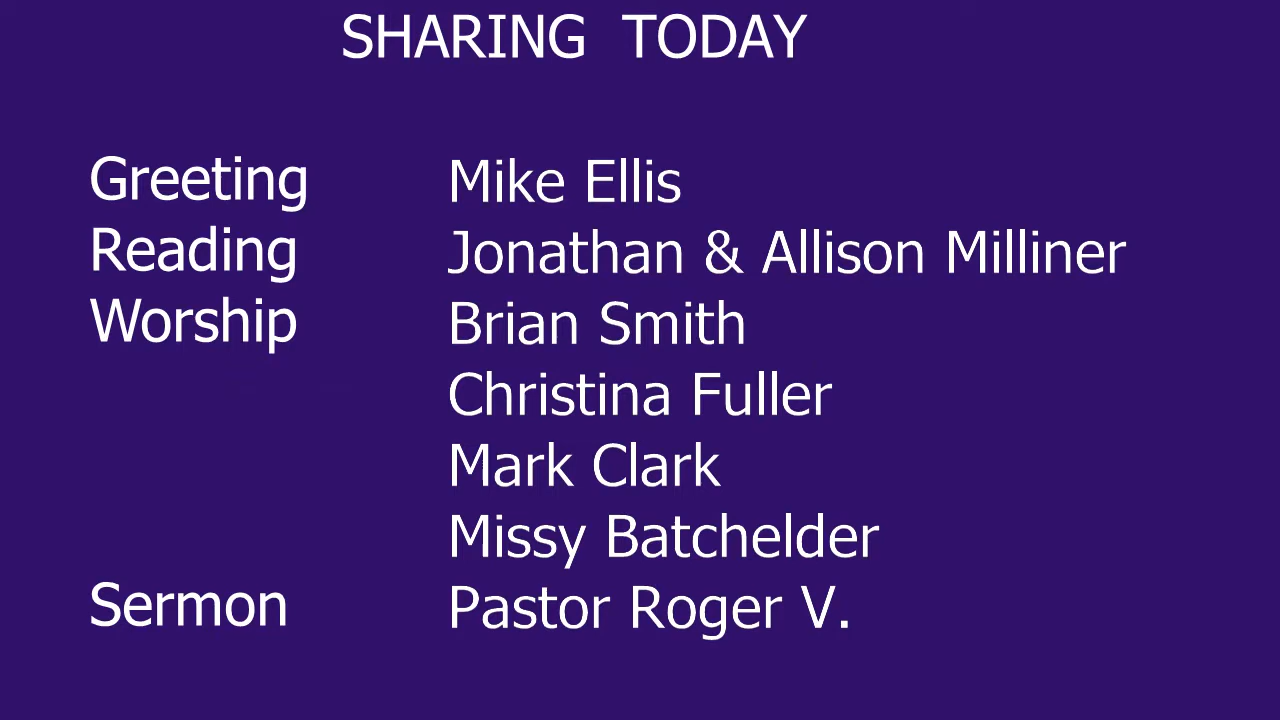 SHARING TODAY
Greeting Mike Ellis
Reading Jonathan & Allison Milliner
Worship Brian Smith
Christina Fuller
Mark Clark
Missy Batchelder
Sermon Pastor Roger V.